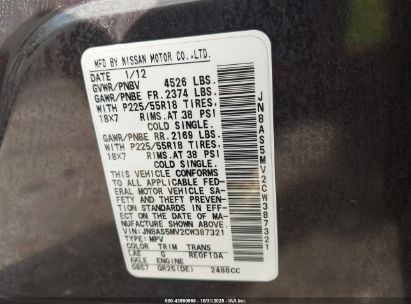 MFD BY NISSAN MOTOR CO.,LTD.
DATE 1/12
GVWR/PNBV 4526 LBS.
GAWR/PNBE FR. 2374 LBS.
WITH P225/55R18 TIRES,
18X7 RIMS. AT 38 PSI
COLD SINGLE.
GAWR/PNBE RR. 2169 LBS.
WITH P225/55R18 TIRES,
18X7 RIMS. AT 38 PSI
COLD SINGLE.
THIS VEHICLE CONFORMS
TO ALL APPLICABLE FED-
ERAL MOTOR VEHICLE SA-
FETY AND THEFT PREVEN-
TION STANDARDS IN EFF-
ECT ON THE DATE OF MA-
NUFACTURE SHOWN ABOVE.
VIN:JN8AS5MV2CW387321
TYPE: MPV
COLOR TRIM TRANS
LAE G RE0F10A
AXLE ENGINE
GB57 QR25(DE) 2488CC
JN8AS5MV2CW387321